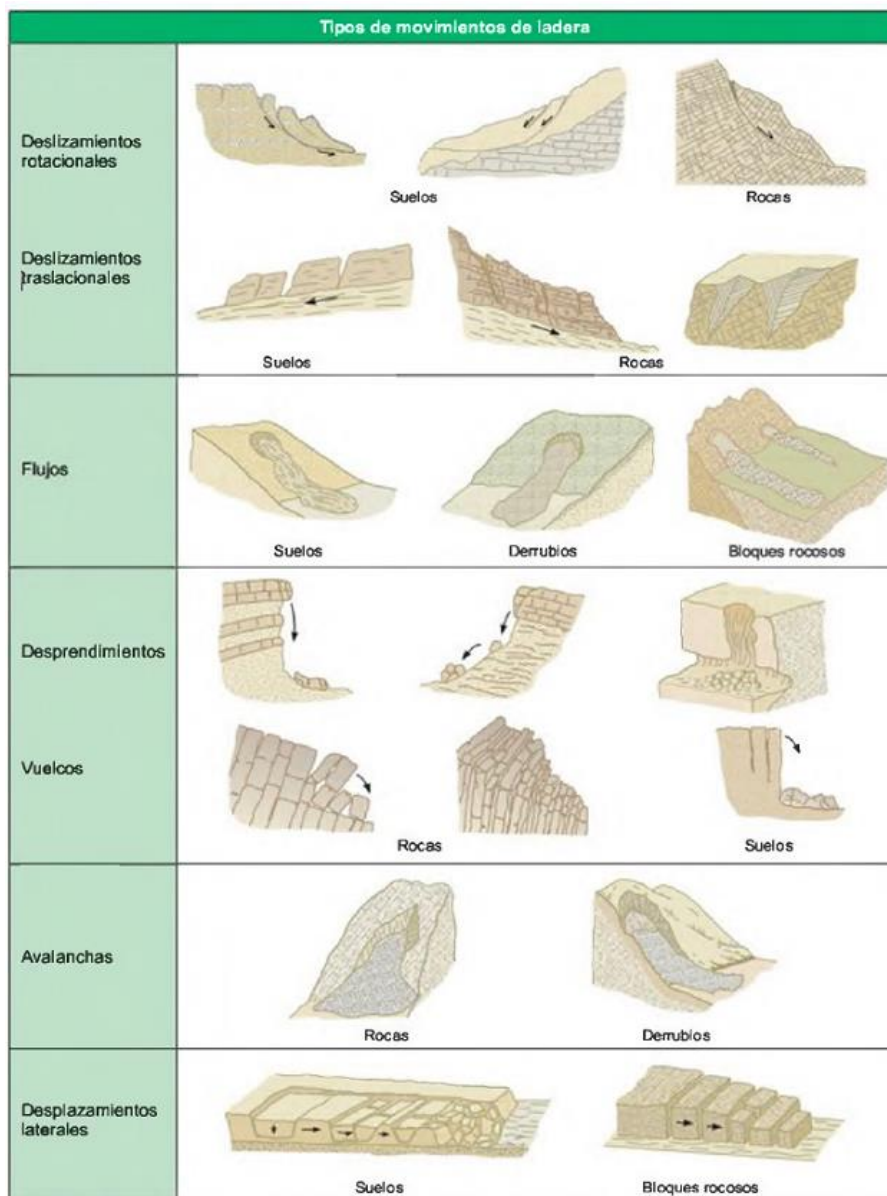 Tipos de movimientos de ladera
Deslizamientos
rotacionales
Suelos
Rocas
Deslizamientos
traslacionales
Suelos
Rocas
Flujos
Suelos
Derrubios
Bloques rocosos
Desprendimientos
Vuelcos
Rocas
Suelos
Avalanchas
Rocas
Derrubios
Desplazamientos
laterales
Suelos
Bloques rocosos